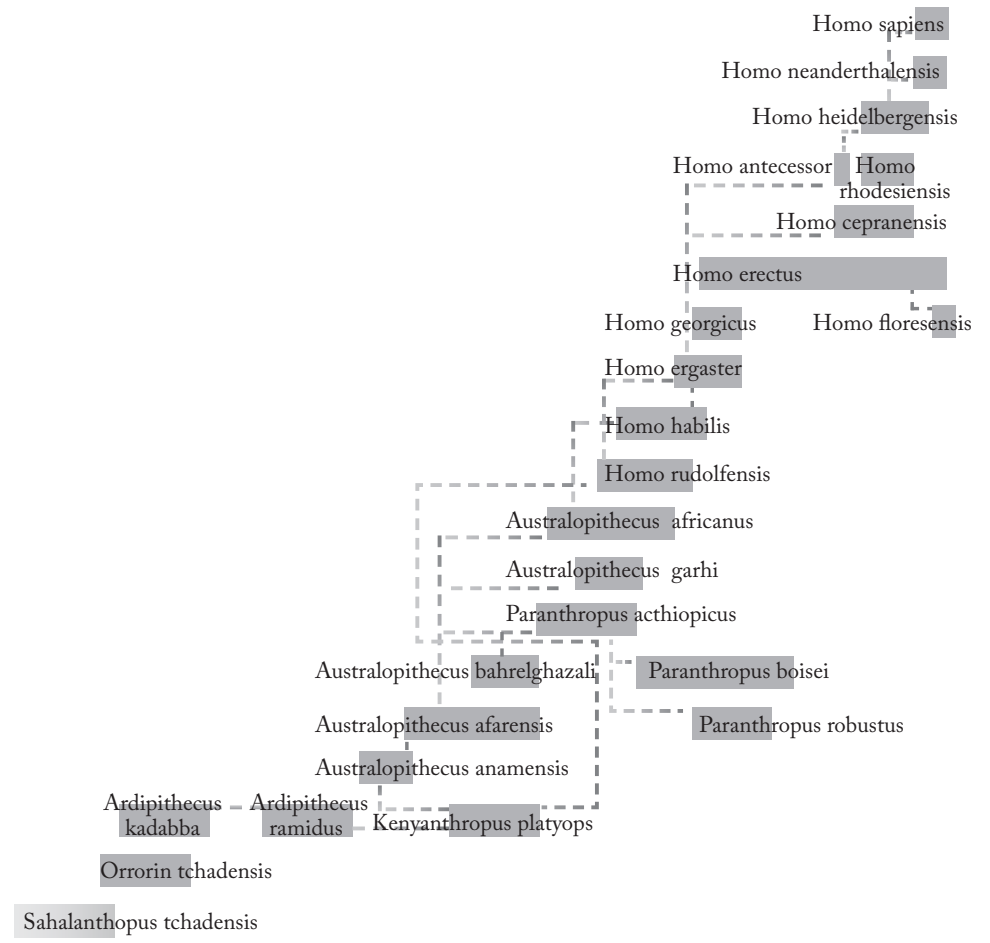 Homo sapiens
Homo neanderthalensis
Homo heidelbergensis
Homo antecessor
Homo
rhodesiensis
Homo cepranensis
Homo erectus
Homo georgicus
Homo floresensis
Homo ergaster
Homo habilis
Homo rudolfensis
Australopithecus africanus
Australopithecus garhi
Paranthropus acthiopicus
Australopithecus bahrelghazali
Paranthropus boisei
Australopithecus afarensis
Paranthropus robustus
Australopithecus anamensis
Ardipithecus
kadabba
Ardipithecus
ramidus
Kenyanthropus platyops
Orrorin tchadensis
Sahalanthopus tchadensis